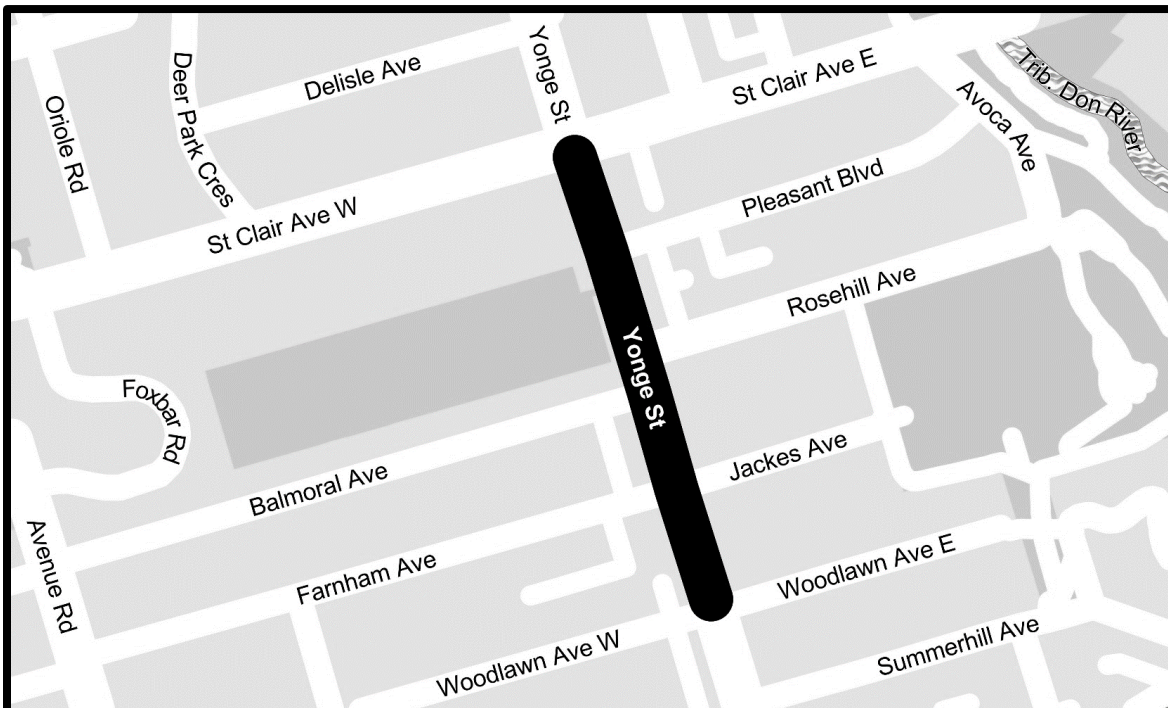 Yonge St
Delisle Ave
Deer Park Cres
Oriole Rd
St Clair Ave E
Trib. Don River
Avoca Ave
St Clair Ave W
Pleasant Blvd
Rosehill Ave
Yonge St
Foxbar Rd
Balmoral Ave
Jackes Ave
Avenue Rd
Farnham Ave
Woodlawn Ave E
Woodlawn Ave W
Summerhill Ave